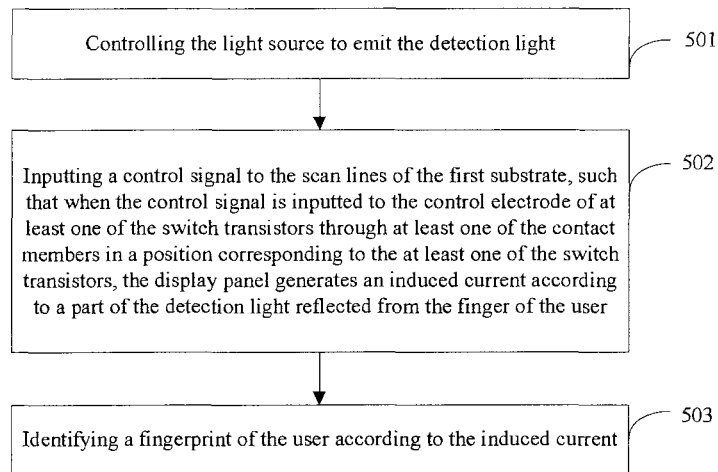 Controlling the light source to emit the detection light
501
Inputting a control signal to the scan lines of the first substrate, such
that when the control signal is inputted to the control electrode of at
least one of the switch transistors through at least one of the contact
members in a position corresponding to the at least one of the switch
transistors, the display panel generates an induced current according
to a part of the detection light reflected from the finger of the user
502
Identifying a fingerprint of the user according to the induced current
503